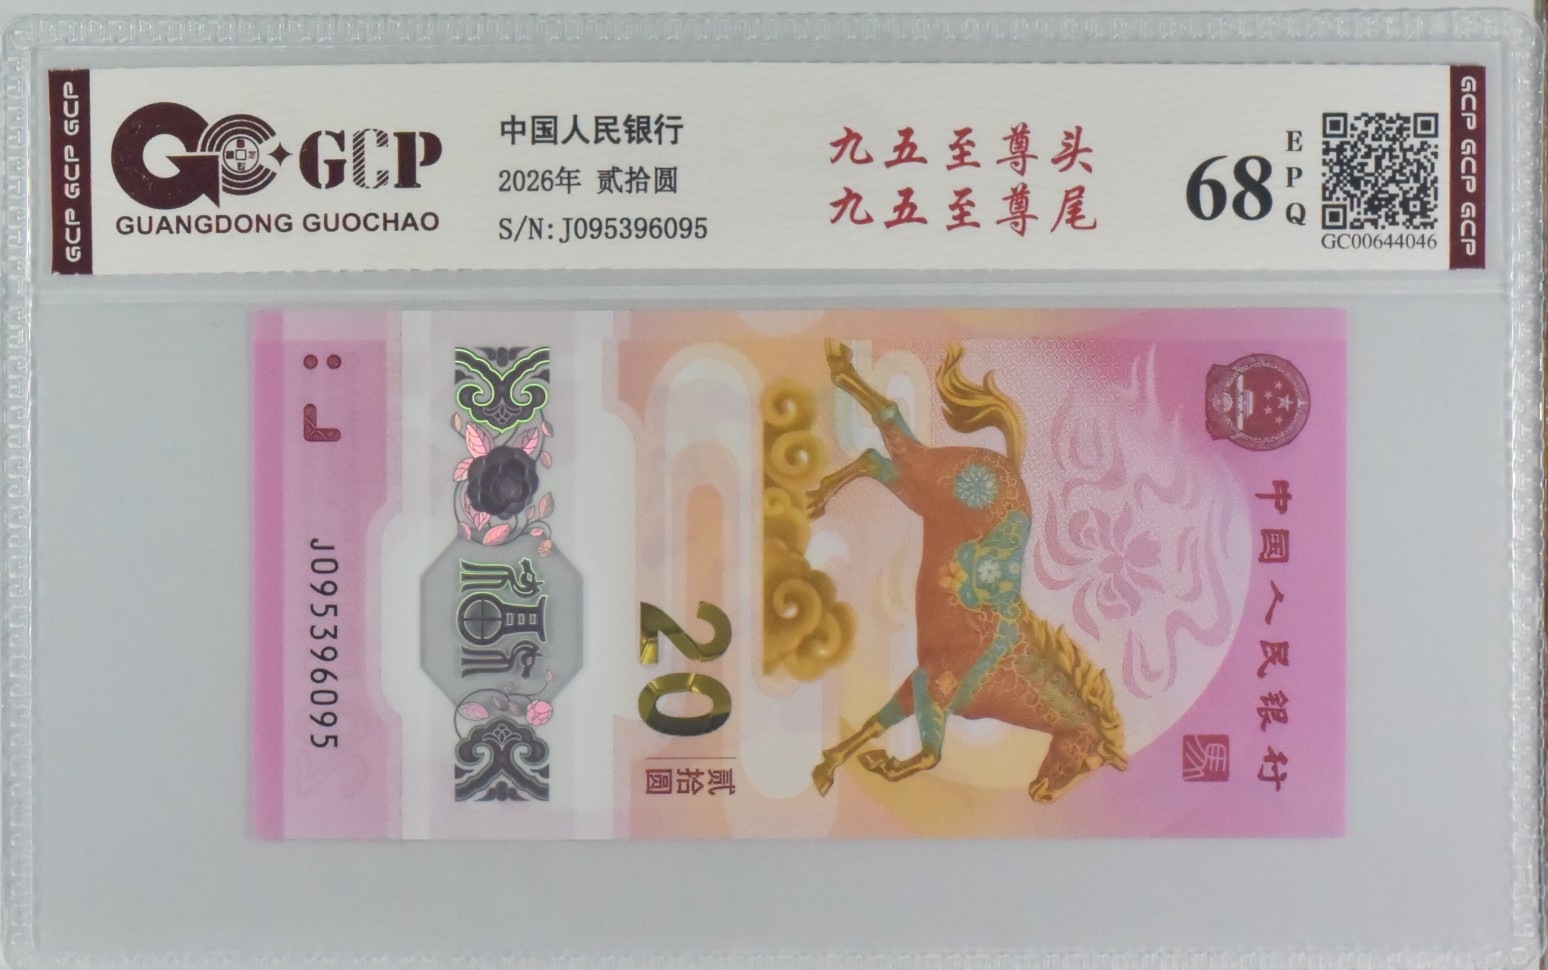 GCP GCP GCP
GCP
GUANGDONG GUOCHAO
中国人民银行
2026年 贰拾圆
S/N:J095396095
九五至尊头
九五至尊尾
68
EPQ
GC00644046
GCP GCP GCP
J095396095
福
20
贰拾圆
中国人民银行